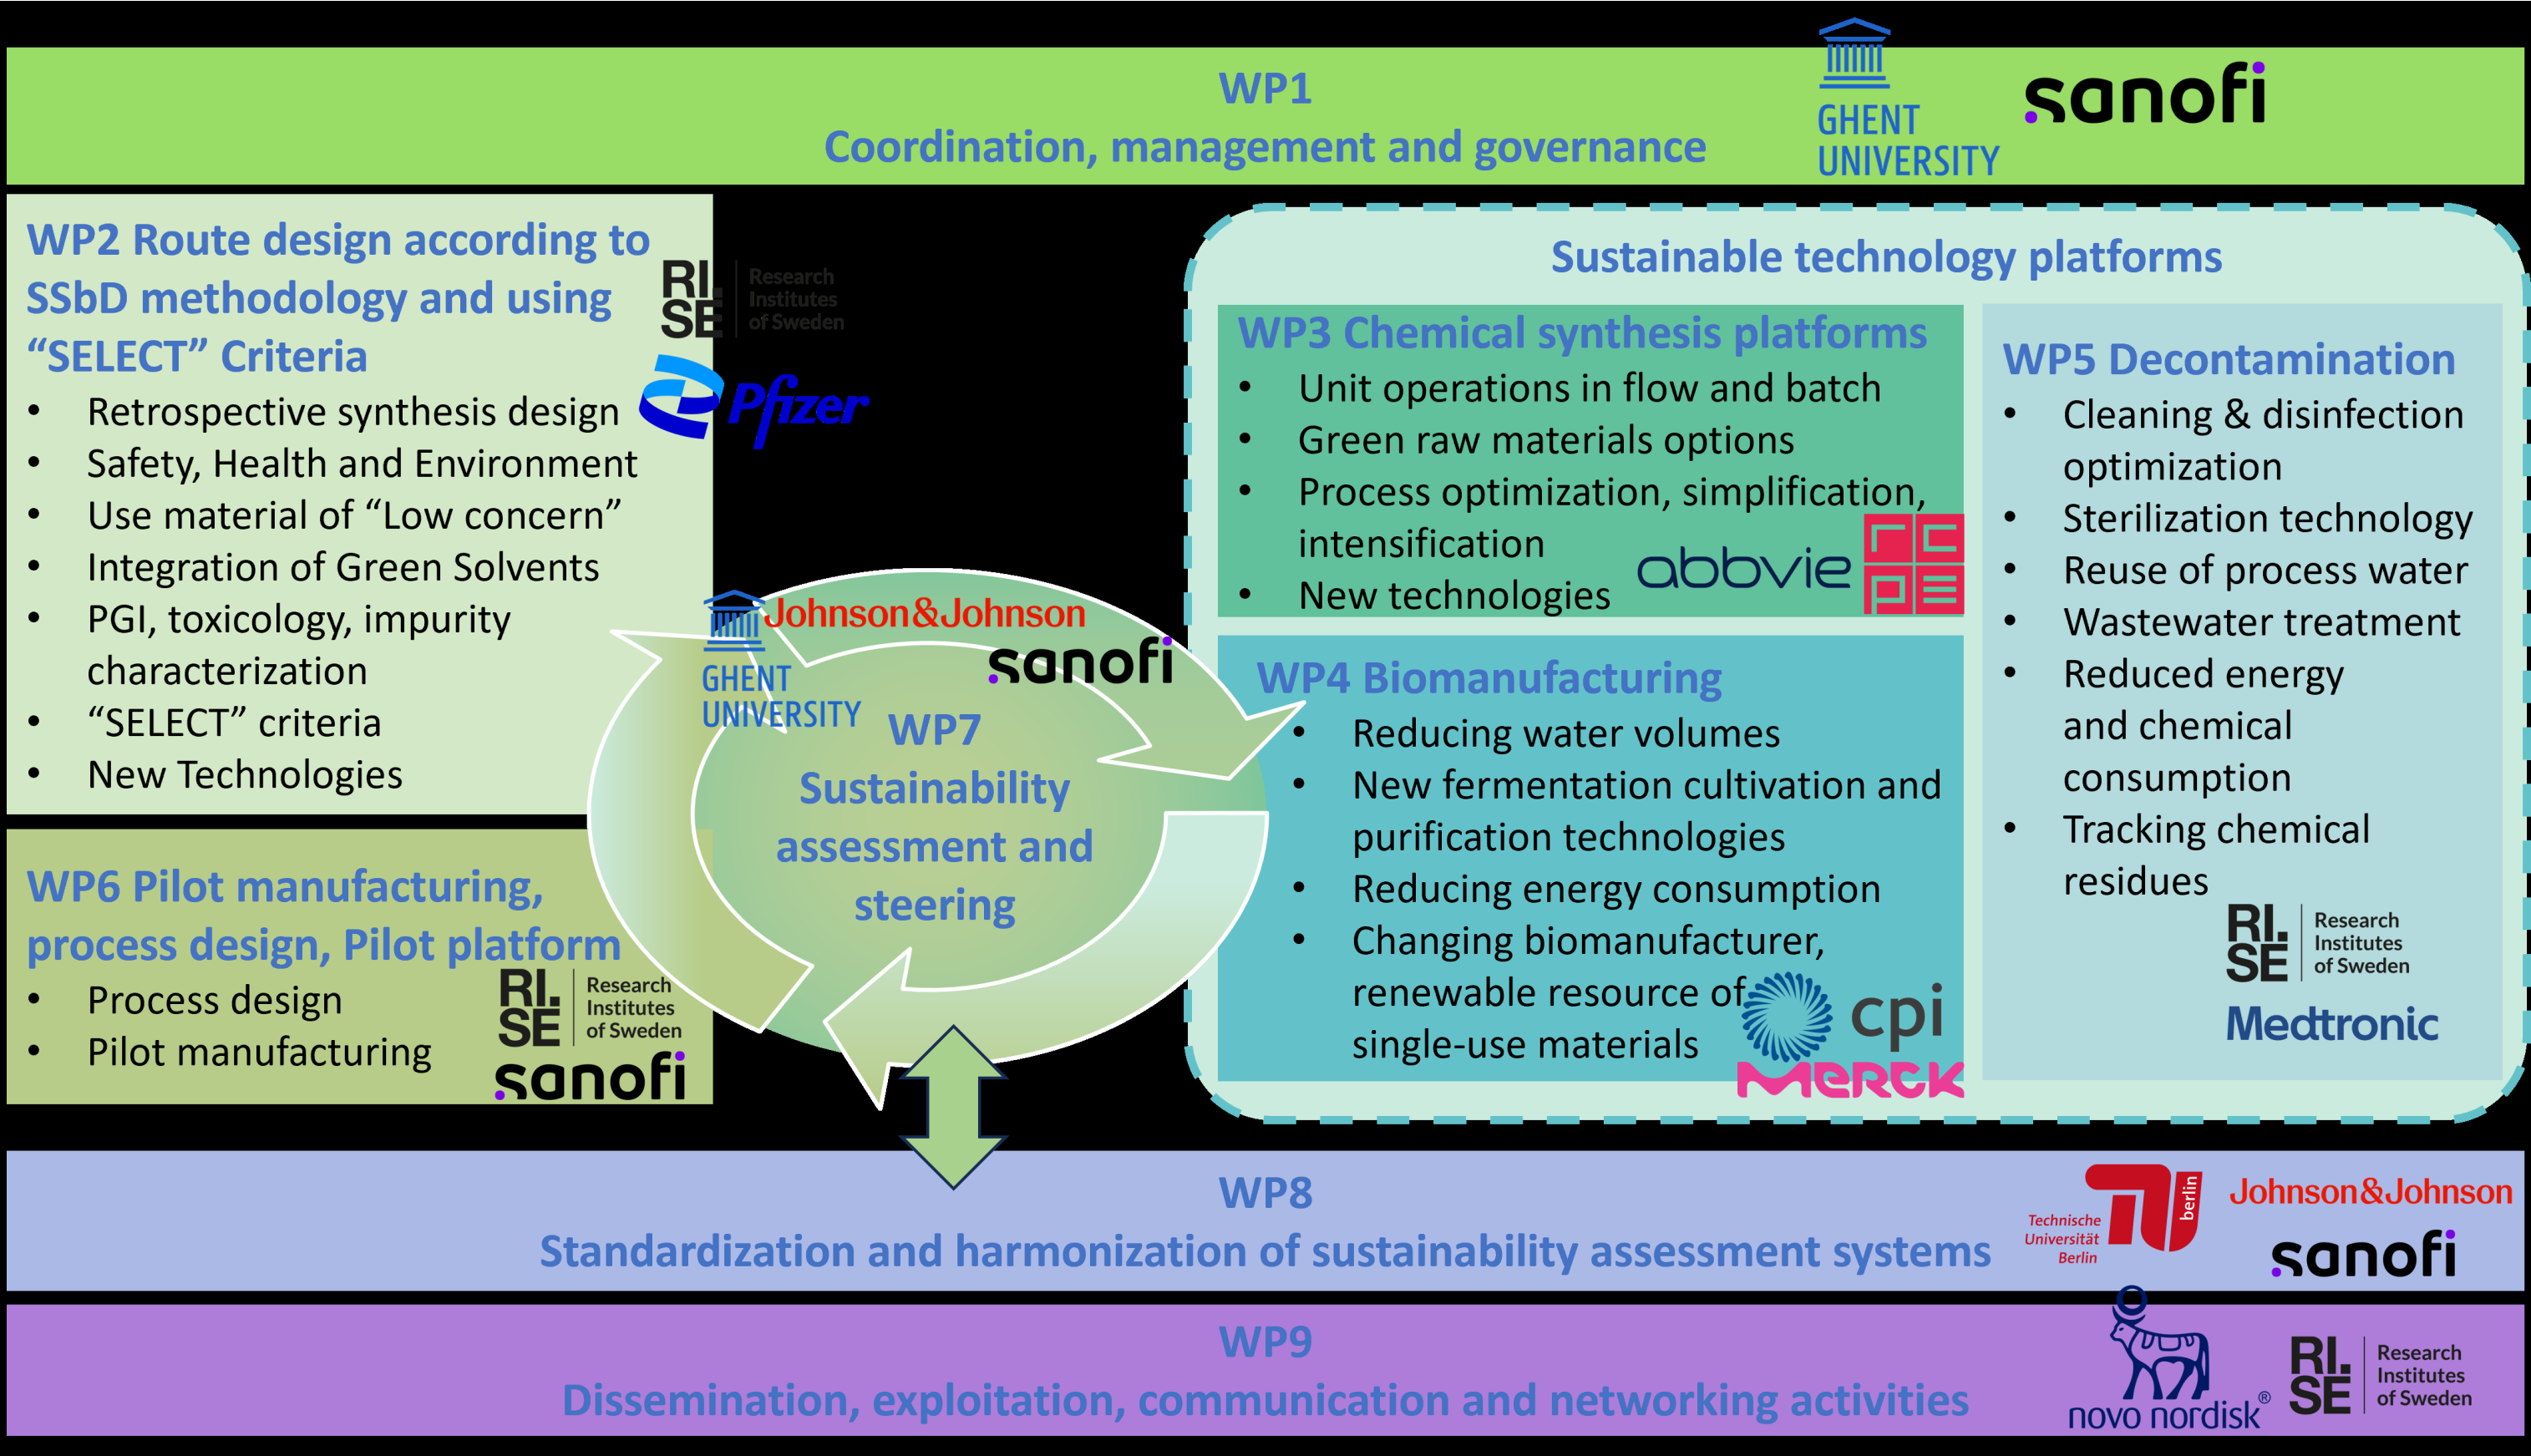 WP1
Coordination, management and governance
GHENT
UNIVERSITY
sanofi
WP2 Route design according to
SSbD methodology and using
“SELECT” Criteria
• Retrospective synthesis design
• Safety, Health and Environment
• Use material of “Low concern”
• Integration of Green Solvents
• PGI, toxicology, impurity
characterization
• “SELECT” criteria
• New Technologies
RI.
SE
Research
Institutes
of Sweden
Pfizer
WP6 Pilot manufacturing,
process design, Pilot platform
• Process design
• Pilot manufacturing
RI.
SE
Research
Institutes
of Sweden
sanofi
GHENT
UNIVERSITY
Johnson&Johnson
sanofi
WP7
Sustainability
assessment and
steering
Sustainable technology platforms
WP3 Chemical synthesis platforms
• Unit operations in flow and batch
• Green raw materials options
• Process optimization, simplification,
intensification
• New technologies
abbvie
rc
pe
WP4 Biomanufacturing
• Reducing water volumes
• New fermentation cultivation and
purification technologies
• Reducing energy consumption
• Changing biomanufacturer,
renewable resource of
single-use materials
cpi
MERCK
WP5 Decontamination
• Cleaning & disinfection
optimization
• Sterilization technology
• Reuse of process water
• Wastewater treatment
• Reduced energy
and chemical
consumption
• Tracking chemical
residues
RI.
SE
Research
Institutes
of Sweden
Medtronic
WP8
Standardization and harmonization of sustainability assessment systems
Technische
Universität
Berlin
berlin
Johnson&Johnson
sanofi
WP9
Dissemination, exploitation, communication and networking activities
novo nordisk®
RI.
SE
Research
Institutes
of Sweden